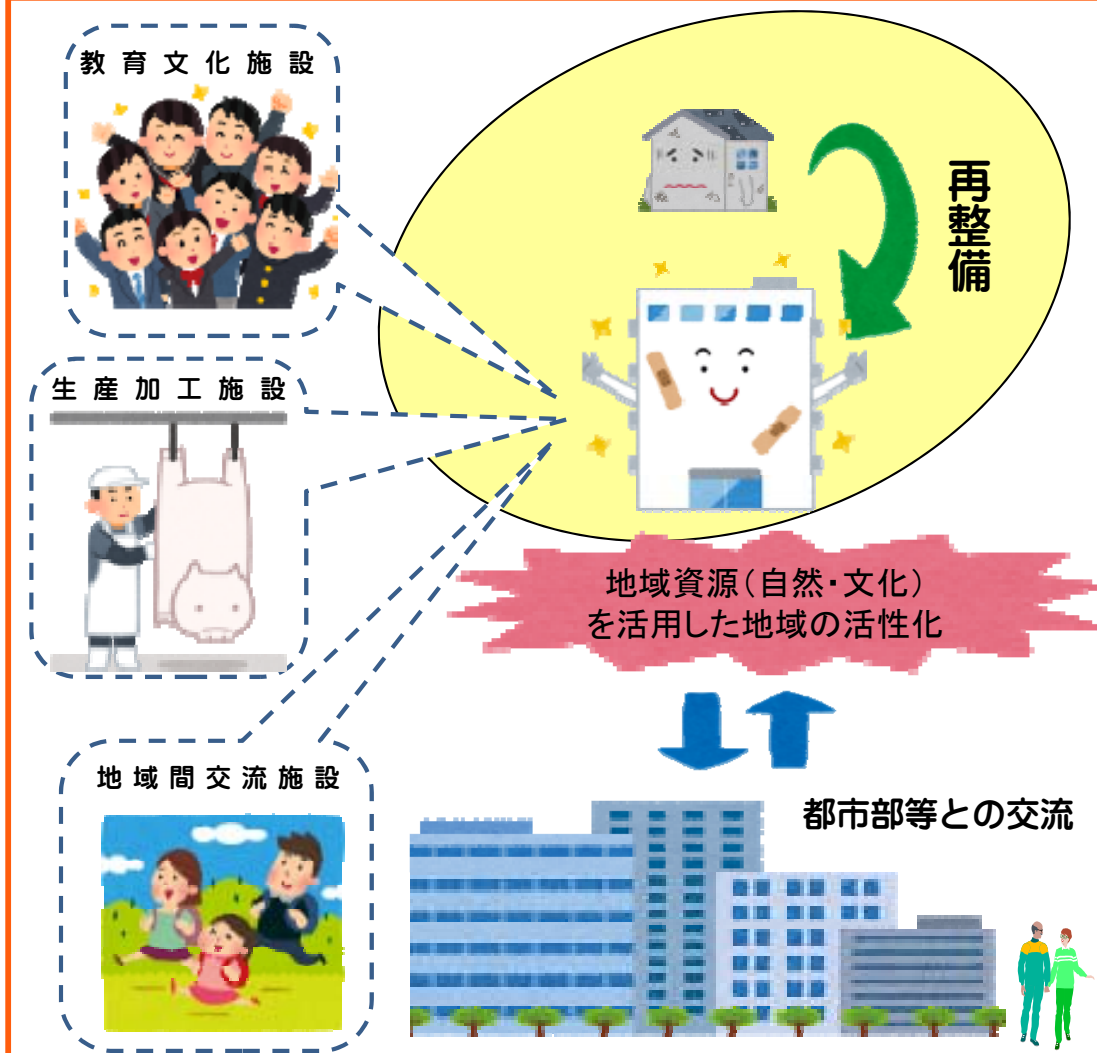 教育文化施設
再整備
生産加工施設
地域資源(自然・文化)
を活用した地域の活性化
地域間交流施設
都市部等との交流